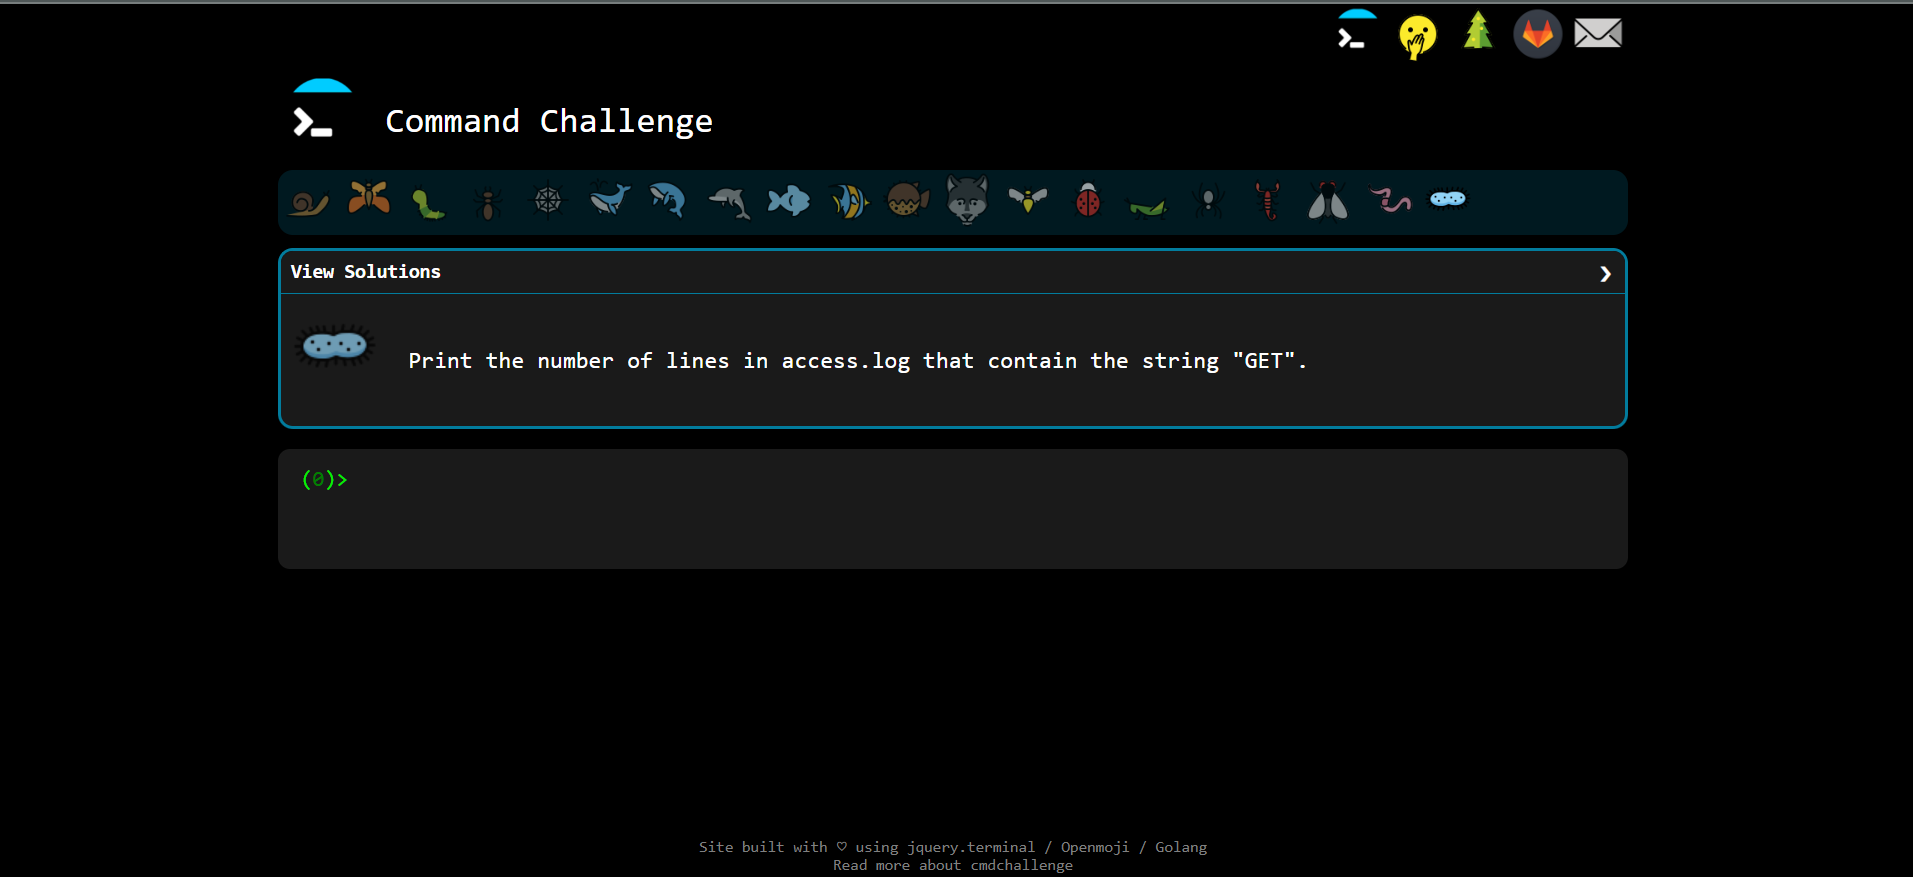 Command Challenge
View Solutions
Print the number of lines in access.log that contain the string "GET".
(0)>
Site built with ♡ using jquery.terminal / Openmoji / Golang
Read more about cmdchallenge